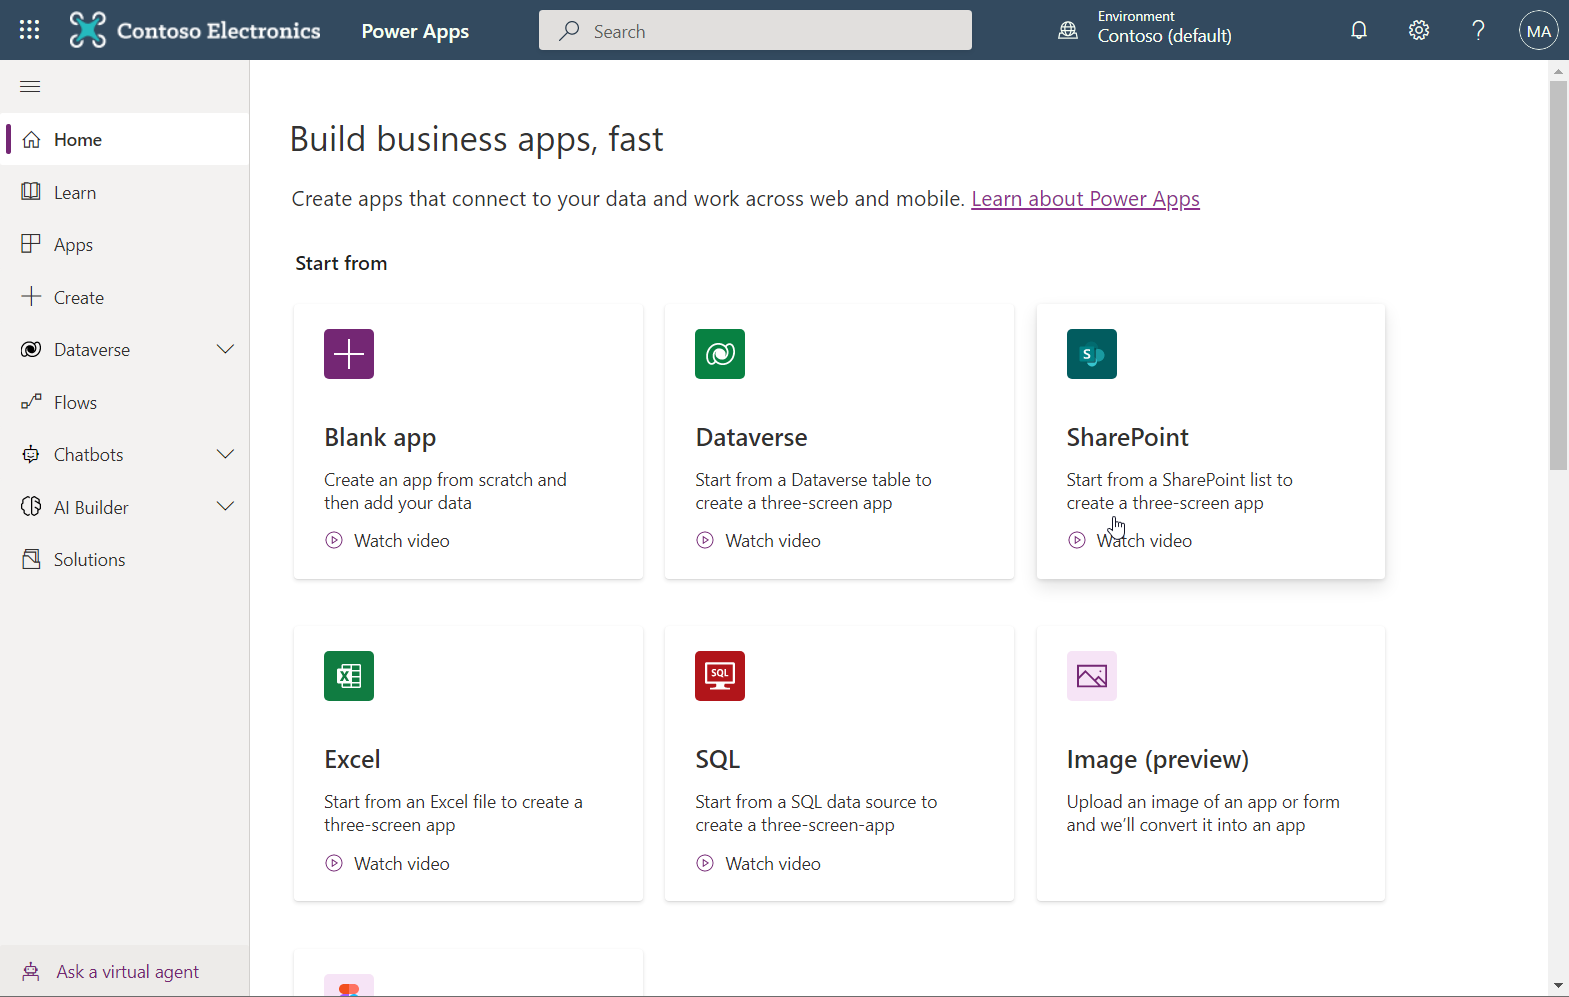 Contoso Electronics
Power Apps
Search
Environment
Contoso (default)
MA
Home
Learn
Apps
Create
Dataverse
Flows
Chatbots
AI Builder
Solutions
Ask a virtual agent
Build business apps, fast
Create apps that connect to your data and work across web and mobile. Learn about Power Apps
Start from
Blank app
Create an app from scratch and
then add your data
Watch video
Dataverse
Start from a Dataverse table to
create a three-screen app
Watch video
S
SharePoint
Start from a SharePoint list to
create a three-screen app
Watch video
X
Excel
Start from an Excel file to create a
three-screen app
Watch video
SQL
SQL
Start from a SQL data source to
create a three-screen-app
Watch video
Image (preview)
Upload an image of an app or form
and we'll convert it into an app